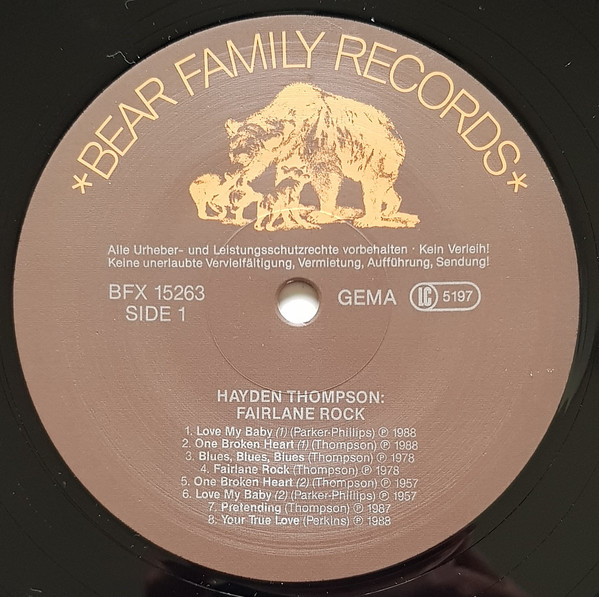 *BEAR FAMILY RECORDS*
Alle Urheber- und Leistungsschutzrechte vorbehalten · Kein Verleih!
Keine unerlaubte Vervielfältigung, Vermietung, Aufführung, Sendung!
BFX 15263 GEMA LC 5197
SIDE 1
HAYDEN THOMPSON:
FAIRLANE ROCK
1. Love My Baby (1) (Parker-Phillips) ℗ 1988
2. One Broken Heart (1) (Thompson) ℗ 1988
3. Blues, Blues, Blues (Thompson) ℗ 1978
4. Fairlane Rock (Thompson) ℗ 1978
5. One Broken Heart (2) (Thompson) ℗ 1957
6. Love My Baby (2) (Parker-Phillips) ℗ 1957
7. Pretending (Thompson) ℗ 1987
8. Your True Love (Perkins) ℗ 1988